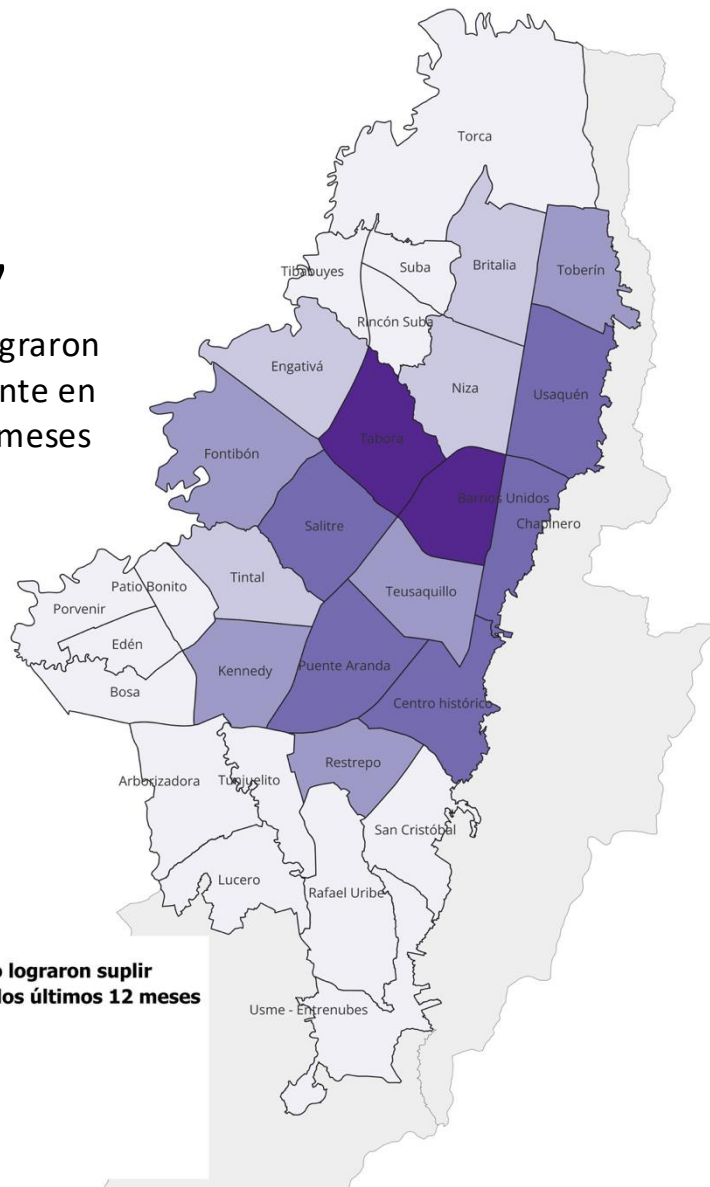 Torca
Tibabuyes
Suba
Britalia
Toberín
Rincón Suba
graron
Engativá
Niza
Usaquén
nte en
meses
Tabora
Fontibón
Barrios Unidos
Salitre
Chapinero
Tintal
Patio Bonito
Teusaquillo
Porvenir
Edén
Kennedy
Puente Aranda
Bosa
Centro histórico
Restrepo
Arborizadora
Tunjuelito
San Cristóbal
Lucero
Rafael Uribe
o lograron suplir
los últimos 12 meses
Usme - Entrenubes